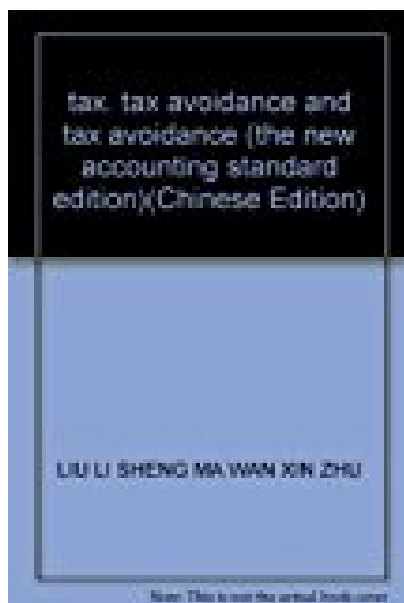 tax. tax avoidance and
tax avoidance (the new
accounting standard
edition)(Chinese Edition)
LIU LI SHENG MA WAN XIN ZHU
Note: This is not the actual book cover